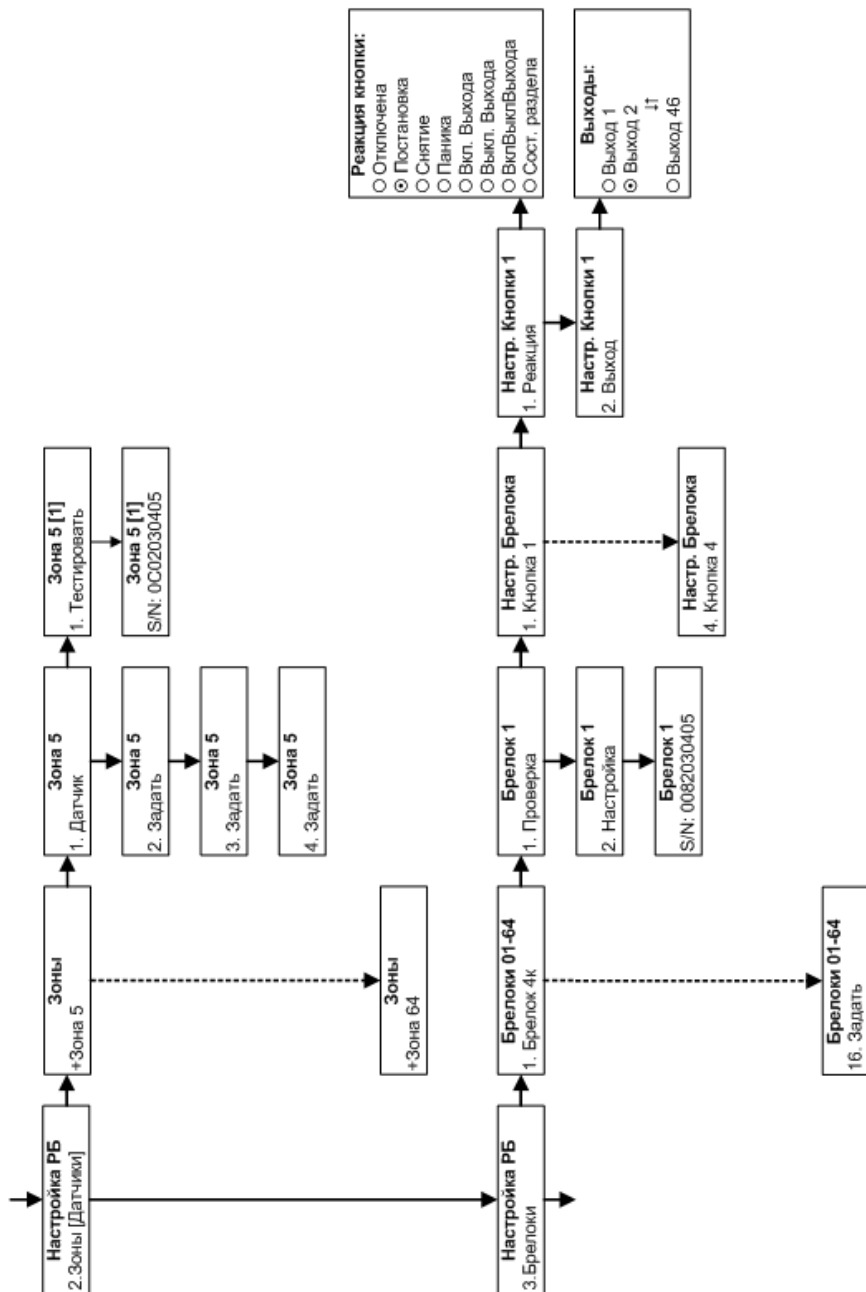 Настройка РБ
2.Зоны [Датчики]
Зоны
+Зона 5
Зоны
+Зона 64
Зона 5
1. Датчик
Зона 5
2. Задать
Зона 5
3. Задать
Зона 5
4. Задать
Зона 5 [1]
1. Тестировать
Зона 5 [1]
S/N: 0C02030405
Настройка РБ
3.Брелоки
Брелоки 01-64
1. Брелок 4к
Брелоки 01-64
16. Задать
Брелок 1
1. Проверка
Брелок 1
2. Настройка
Брелок 1
S/N: 0082030405
Настр. Брелока
1. Кнопка 1
Настр. Брелока
4. Кнопка 4
Настр. Кнопки 1
1. Реакция
Настр. Кнопки 1
2. Выход
Реакция кнопки:
Отключена
Постановка
Снятие
Паника
Вкл. Выхода
Выкл. Выхода
ВклВыклВыхода
Сост. раздела
Выходы:
Выход 1
Выход 2
↓↑
Выход 46